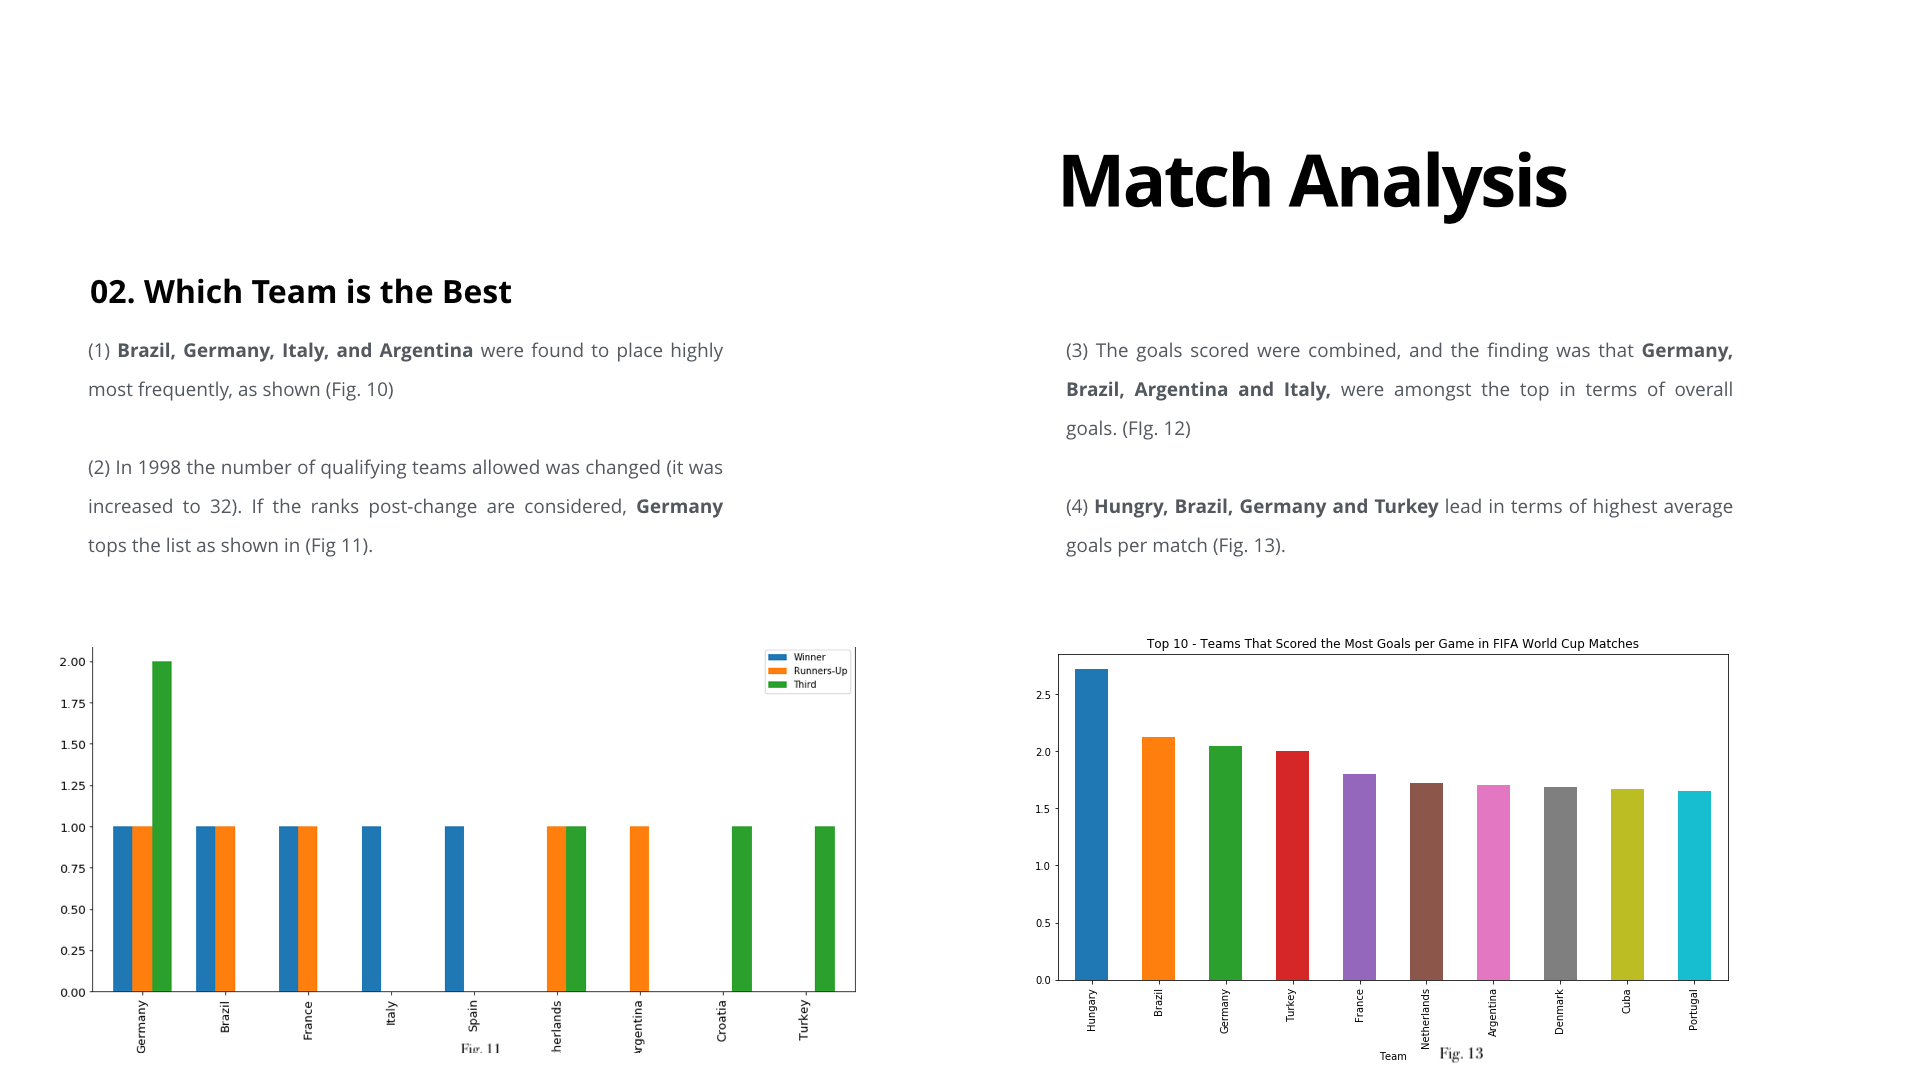 Match Analysis
02. Which Team is the Best
(1) Brazil, Germany, Italy, and Argentina were found to place highly
most frequently, as shown (Fig. 10)
(2) In 1998 the number of qualifying teams allowed was changed (it was
increased to 32). If the ranks post-change are considered, Germany
tops the list as shown in (Fig 11).
(3) The goals scored were combined, and the finding was that Germany,
Brazil, Argentina and Italy, were amongst the top in terms of overall
goals. (FIg. 12)
(4) Hungry, Brazil, Germany and Turkey lead in terms of highest average
goals per match (Fig. 13).
2.00
1.75
1.50
1.25
1.00
0.75
0.50
0.25
0.00
Winner
Runners-Up
Third
Germany
Brazil
France
Italy
Spain
herlands
rgentina
Croatia
Turkey
Fig. 11
Top 10 - Teams That Scored the Most Goals per Game in FIFA World Cup Matches
2.5
2.0
1.5
1.0
0.5
0.0
Hungary
Brazil
Germany
Turkey
France
Netherlands
Argentina
Denmark
Cuba
Portugal
Team
Fig. 13